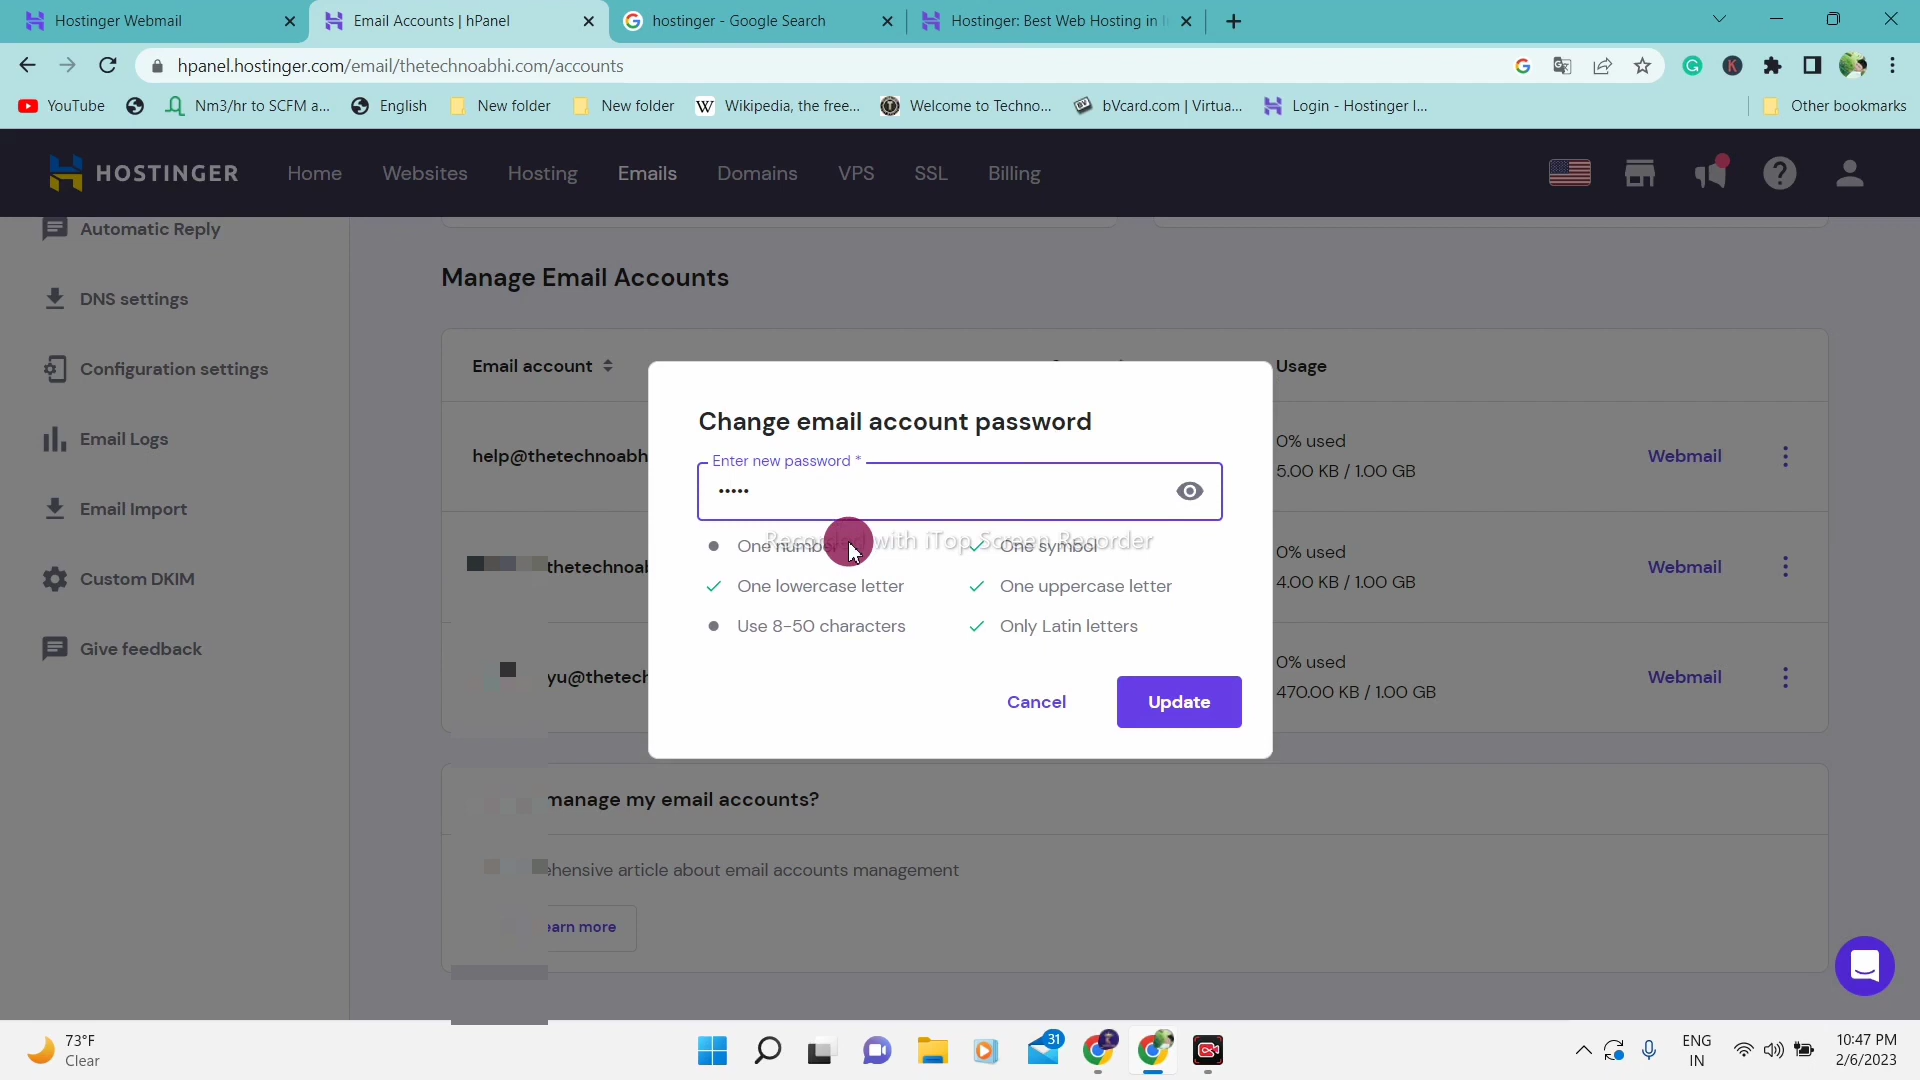 Hostinger Webmail
Email Accounts | hPanel
hostinger - Google Search
Hostinger: Best Web Hosting in
hpanel.hostinger.com/email/thetechnoabhi.com/accounts
YouTube
Nm3/hr to SCFM a...
English
New folder
New folder
W Wikipedia, the free...
Welcome to Techno...
bVcard.com | Virtua...
Login - Hostinger I...
Other bookmarks
HOSTINGER
Home
Websites
Hosting
Emails
Domains
VPS
SSL
Billing
Automatic Reply
DNS settings
Configuration settings
Email Logs
Email Import
Custom DKIM
Give feedback
Manage Email Accounts
Email account
Usage
help@thetechnoabh
0% used
5.00 KB / 1.00 GB
Webmail
thetechnoal
0% used
4.00 KB / 1.00 GB
Webmail
yu@thetech
0% used
470.00 KB / 1.00 GB
Webmail
Change email account password
Enter new password *
•••••
Recorded with iTop Screen Recorder
One number
One symbol
One lowercase letter
One uppercase letter
Use 8-50 characters
Only Latin letters
Cancel
Update
manage my email accounts?
hensive article about email accounts management
earn more
73°F
Clear
31
ENG
IN
10:47 PM
2/6/2023